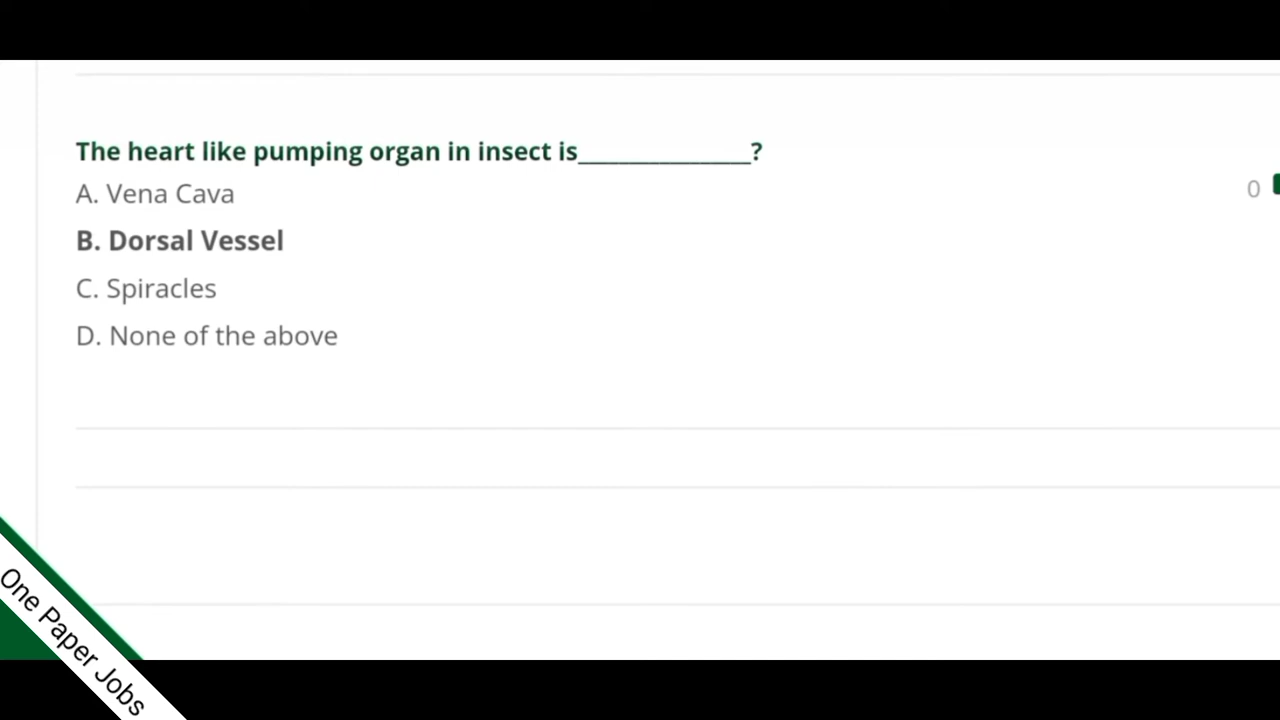 The heart like pumping organ in insect is______________?
A. Vena Cava
0
B. Dorsal Vessel
C. Spiracles
D. None of the above
One Paper Jobs